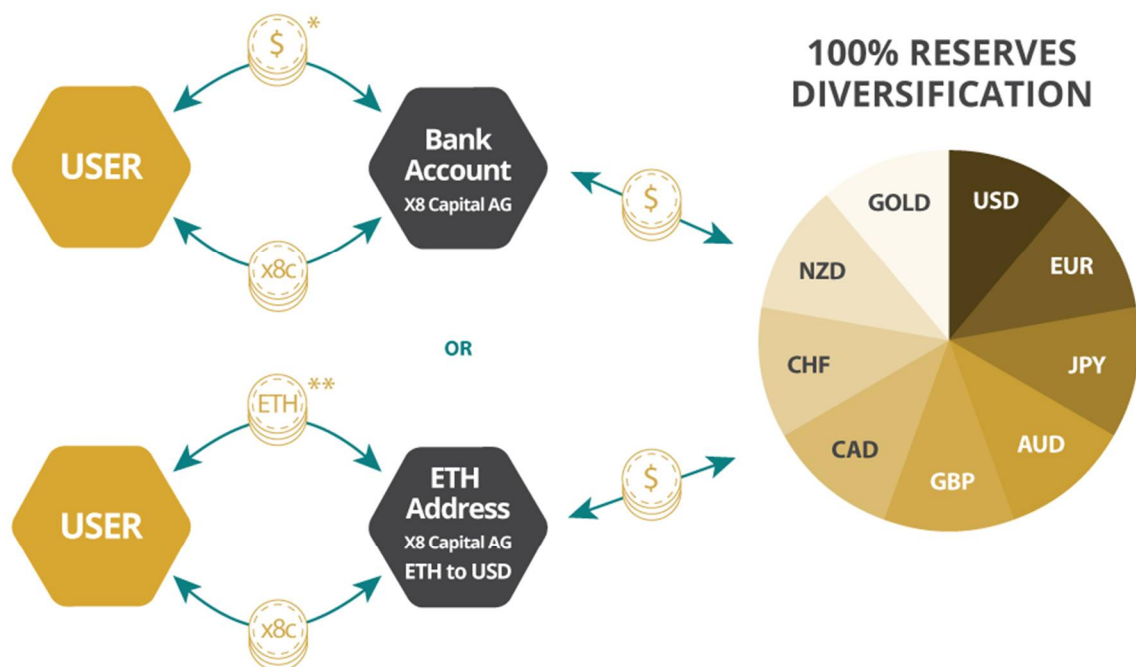 $ *
USER
Bank
Account
X8 Capital AG
x8c
$
OR
ETH **
USER
ETH
Address
X8 Capital AG
ETH to USD
x8c
$
100% RESERVES
DIVERSIFICATION
GOLD
USD
NZD
EUR
CHF
JPY
CAD
AUD
GBP